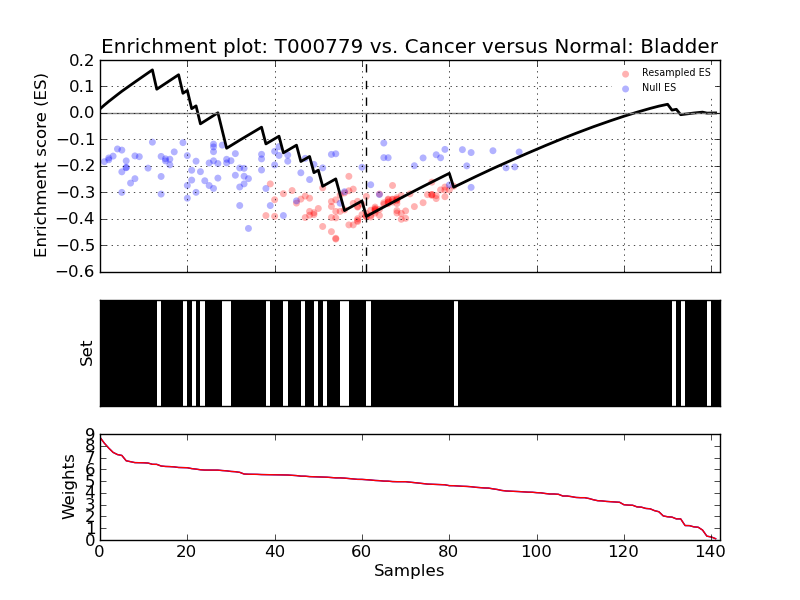 Enrichment plot: T000779 vs. Cancer versus Normal: Bladder
Enrichment score (ES)
0.2
0.1
0.0
−0.1
−0.2
−0.3
−0.4
−0.5
−0.6
Resampled ES
Null ES
Set
Weights
9
8
7
6
5
4
3
2
1
0
0 20 40 60 80 100 120 140
Samples